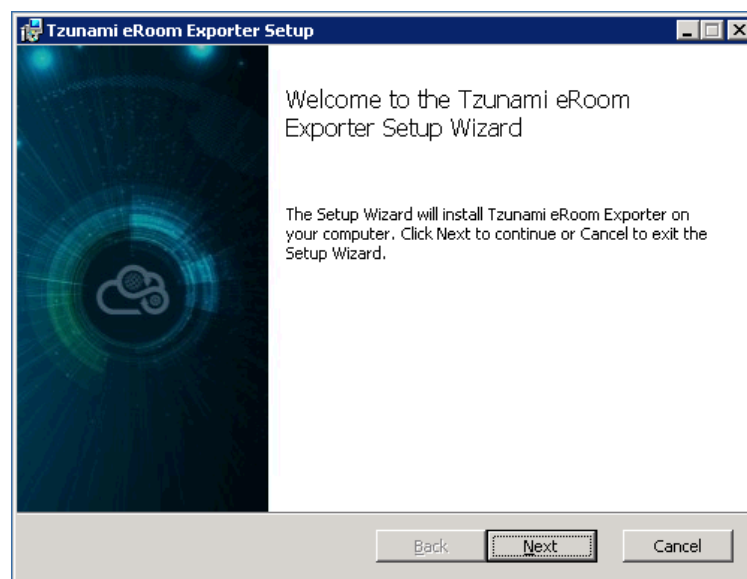 Tzunami eRoom Exporter Setup
Welcome to the Tzunami eRoom
Exporter Setup Wizard
The Setup Wizard will install Tzunami eRoom Exporter on
your computer. Click Next to continue or Cancel to exit the
Setup Wizard.
Back
Next
Cancel